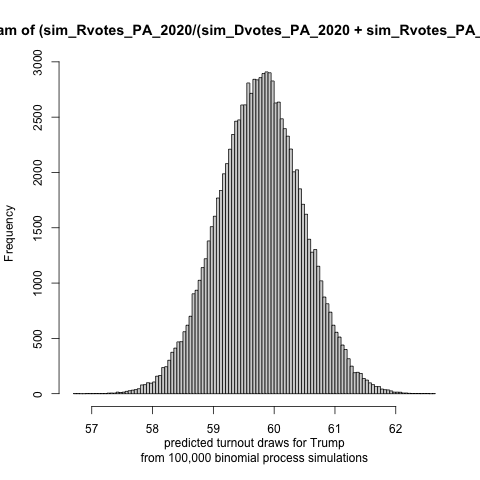 am of (sim_Rvotes_PA_2020/(sim_Dvotes_PA_2020 + sim_Rvotes_PA_
3000
2500
2000
1500
1000
500
0
Frequency
57 58 59 60 61 62
predicted turnout draws for Trump
from 100,000 binomial process simulations